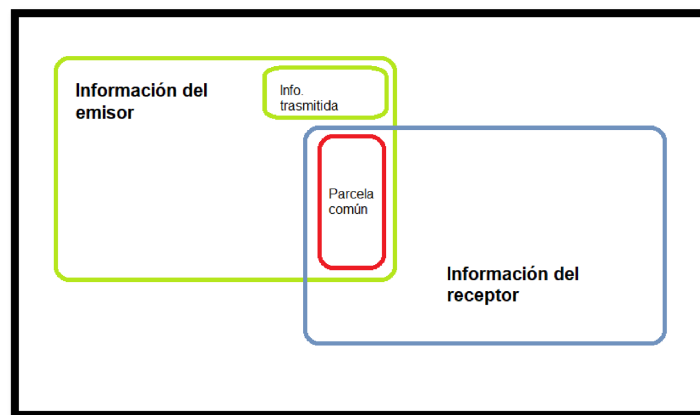 Información del
emisor
Info.
trasmitida
Parcela
común
Información del
receptor